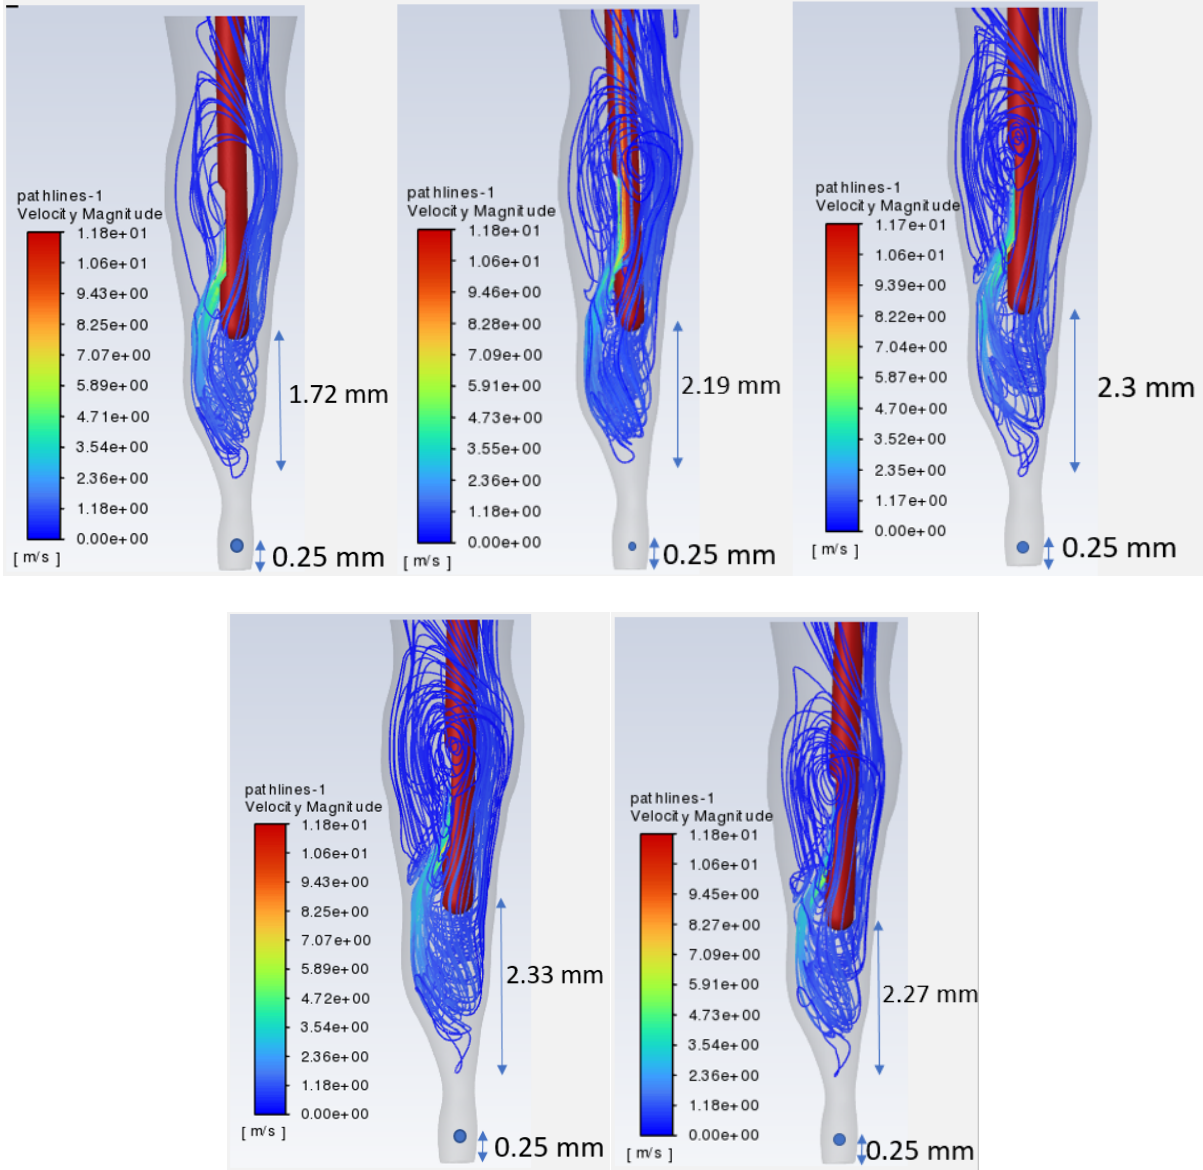 pathlines-1
Velocity Magnitude
1.18e+01
1.06e+01
9.43e+00
8.25e+00
7.07e+00
5.89e+00
4.71e+00
3.54e+00
2.36e+00
1.18e+00
0.00e+00
[ m/s ]
1.72 mm
0.25 mm
pathlines-1
Velocity Magnitude
1.18e+01
1.06e+01
9.46e+00
8.28e+00
7.09e+00
5.91e+00
4.73e+00
3.55e+00
2.36e+00
1.18e+00
0.00e+00
[ m/s ]
2.19 mm
0.25 mm
pathlines-1
Velocity Magnitude
1.17e+01
1.06e+01
9.39e+00
8.22e+00
7.04e+00
5.87e+00
4.70e+00
3.52e+00
2.35e+00
1.17e+00
0.00e+00
[ m/s ]
2.3 mm
0.25 mm
pathlines-1
Velocity Magnitude
1.18e+01
1.06e+01
9.43e+00
8.25e+00
7.07e+00
5.89e+00
4.72e+00
3.54e+00
2.36e+00
1.18e+00
0.00e+00
[ m/s ]
2.33 mm
0.25 mm
pathlines-1
Velocity Magnitude
1.18e+01
1.06e+01
9.45e+00
8.27e+00
7.09e+00
5.91e+00
4.73e+00
3.54e+00
2.36e+00
1.18e+00
0.00e+00
[ m/s ]
2.27 mm
0.25 mm